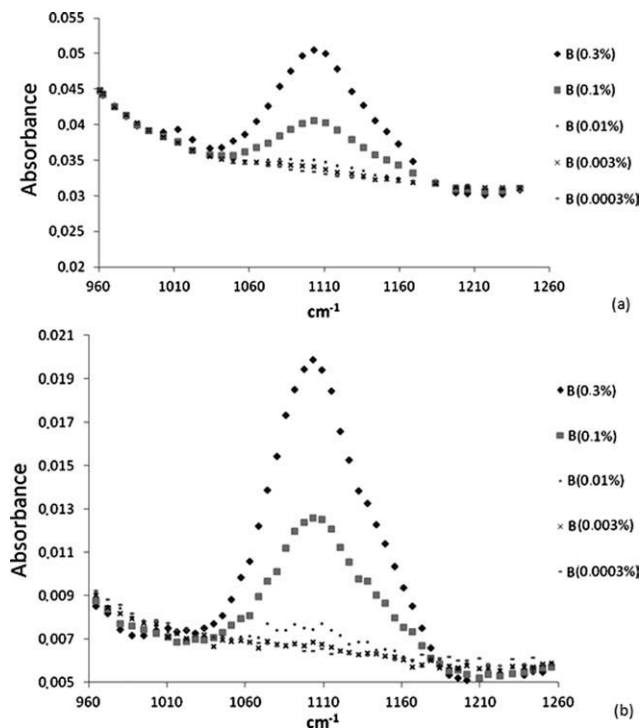 0.055
0.05
0.045
0.04
0.035
0.03
0.025
0.02
Absorbance
960 1010 1060 1110 1160 1210 1260
cm⁻¹
B(0.3%)
B(0.1%)
B(0.01%)
B(0.003%)
B(0.0003%)
(a)
0.021
0,019
0.017
0.015
0.013
0.011
0.009
0.007
0,005
Absorbance
960 1010 1060 1110 1160 1210 1260
cm⁻¹
B(0.3%)
B(0.1%)
B(0.01%)
B(0.003%)
B(0.0003%)
(b)